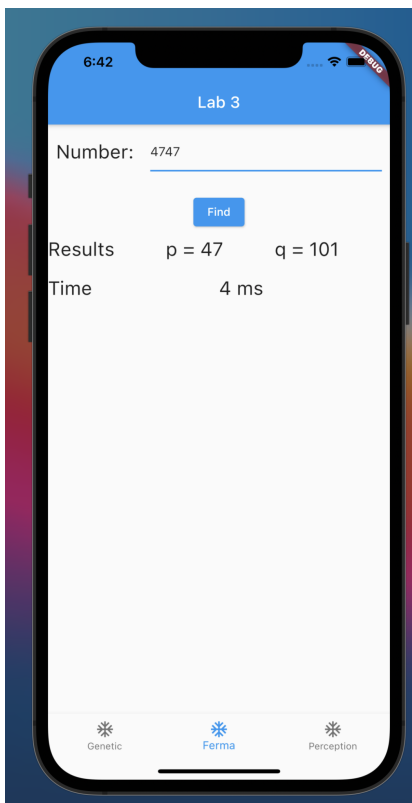 6:42
DEBUG
Lab 3
Number: 4747
Find
Results p = 47 q = 101
Time 4 ms
Genetic Ferma Perception